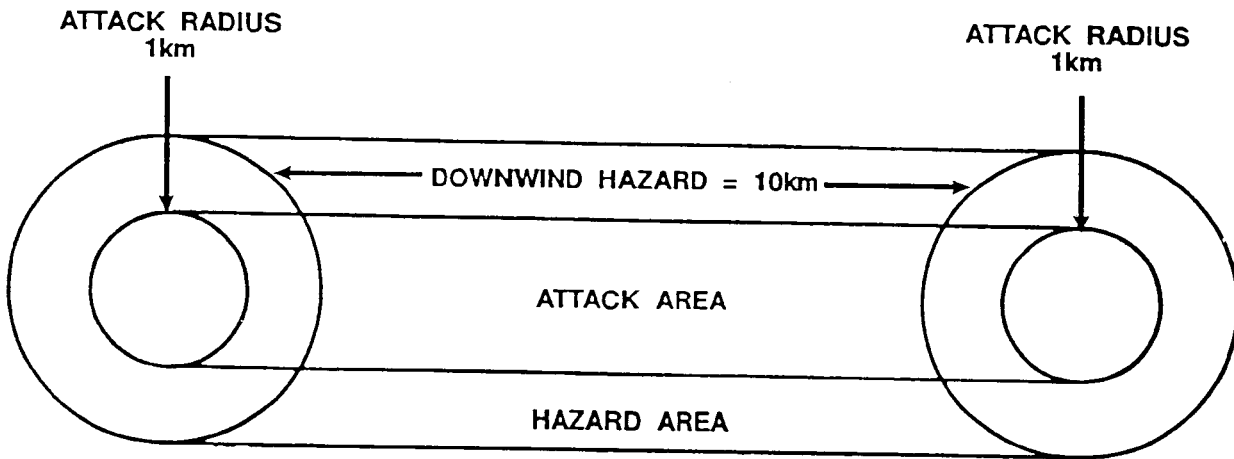 ATTACK RADIUS
1km
ATTACK RADIUS
1km
DOWNWIND HAZARD = 10km
ATTACK AREA
HAZARD AREA